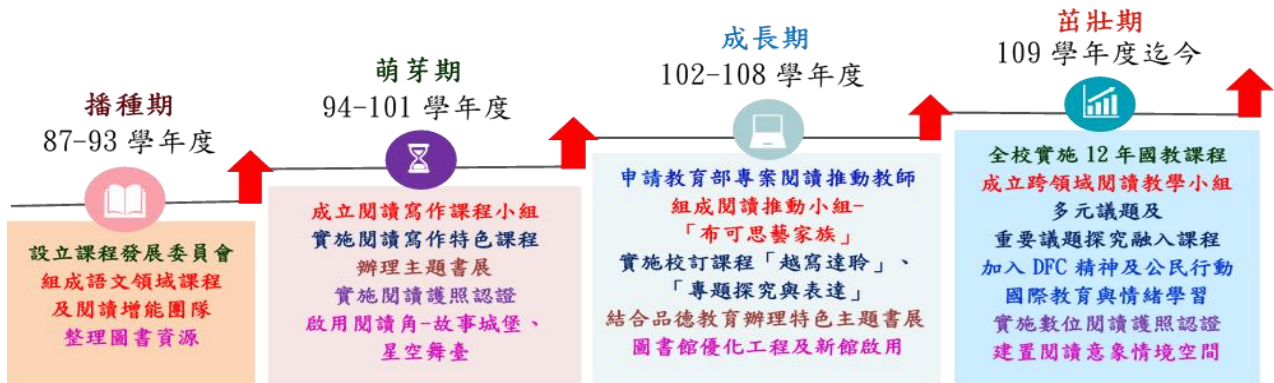 播種期
87-93 學年度
設立課程發展委員會
組成語文領域課程
及閱讀增能團隊
整理圖書資源
萌芽期
94-101 學年度
成立閱讀寫作課程小組
實施閱讀寫作特色課程
辦理主題書展
實施閱讀護照認證
啟用閱讀角-故事城堡、
星空舞臺
成長期
102-108 學年度
申請教育部專案閱讀推動教師
組成閱讀推動小組-
「布可思藝家族」
實施校訂課程「越寫達聆」、
「專題探究與表達」
結合品德教育辦理特色主題書展
圖書館優化工程及新館啟用
茁壯期
109 學年度迄今
全校實施 12 年國教課程
成立跨領域閱讀教學小組
多元議題及
重要議題探究融入課程
加入 DFC 精神及公民行動
國際教育與情緒學習
實施數位閱讀護照認證
建置閱讀意象情境空間